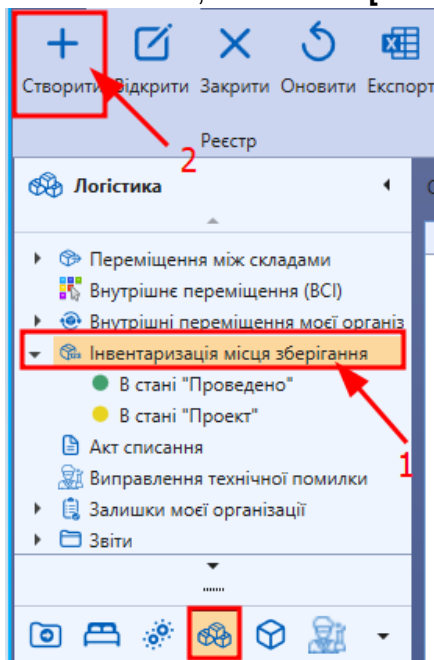 Створити Відкрити Закрити Оновити Експорт
2
Реєстр
Логістика
Переміщення між складами
Внутрішнє переміщення (ВСІ)
Внутрішні переміщення моєї організ
Інвентаризація місця зберігання
В стані "Проведено"
В стані "Проект"
1
Акт списання
Виправлення технічної помилки
Залишки моєї організації
Звіти